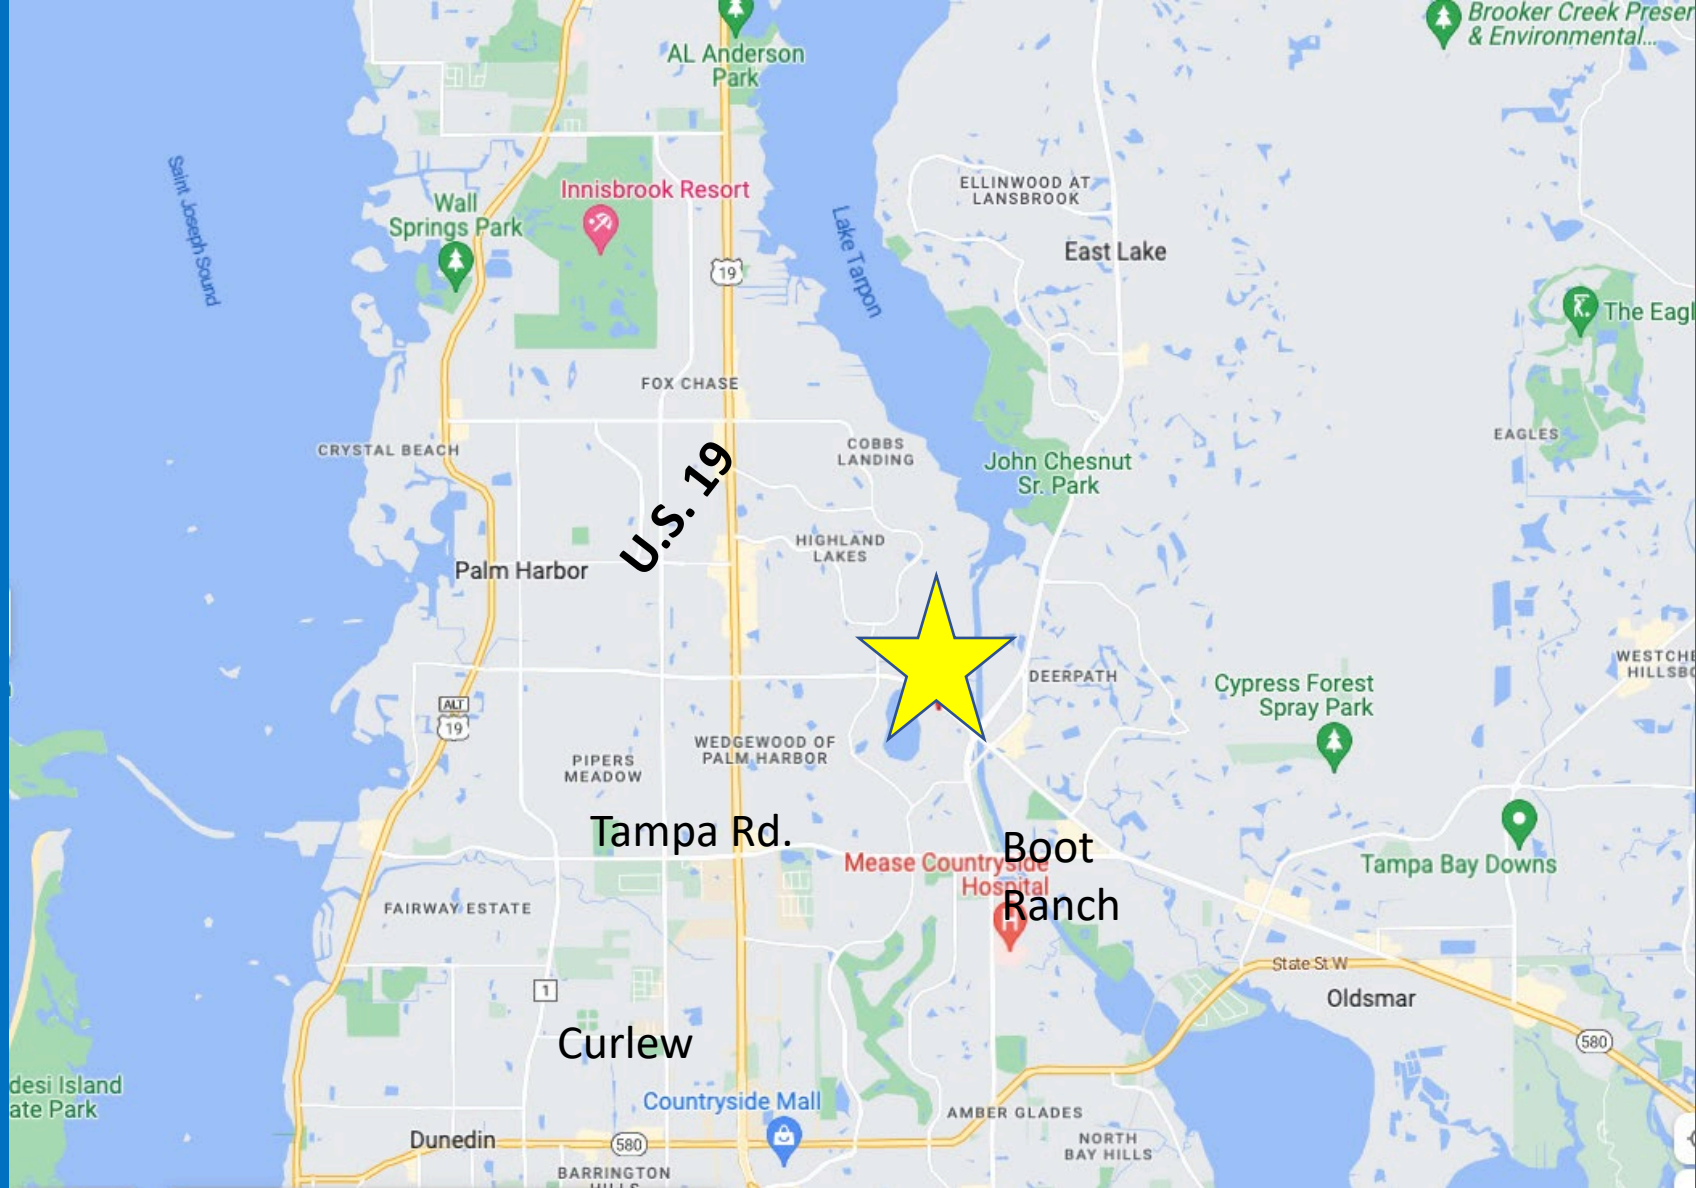 Brooker Creek Preser
& Environmental...
AL Anderson
Park
Saint Joseph Sound
Innisbrook Resort
Wall
Springs Park
ELLINWOOD AT
LANSBROOK
Lake Tarpon
East Lake
19
The Eagl
FOX CHASE
CRYSTAL BEACH
COBBS
LANDING
EAGLES
John Chesnut
Sr. Park
U.S. 19
HIGHLAND
LAKES
Palm Harbor
WESTCHE
HILLSBO
DEERPATH
Cypress Forest
Spray Park
ALT
19
WEDGEWOOD OF
PALM HARBOR
PIPERS
MEADOW
Tampa Rd.
Boot
Ranch
Mease Countryside
Hospital
H
Tampa Bay Downs
FAIRWAY ESTATE
State St W
Oldsmar
1
Curlew
580
desi Island
ate Park
Countryside Mall
AMBER GLADES
Dunedin
580
NORTH
BAY HILLS
BARRINGTON
HILLS